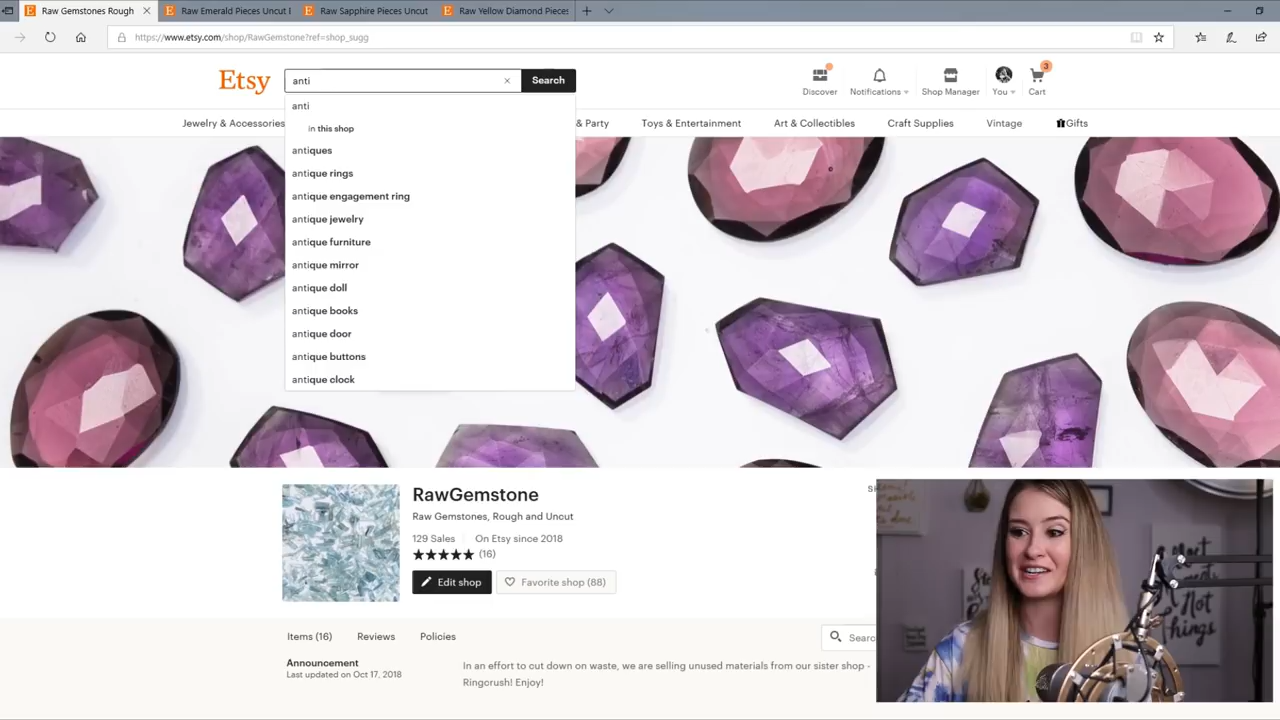 Raw Gemstones Rough
Raw Emerald Pieces Uncut I
Raw Sapphire Pieces Uncut
Raw Yellow Diamond Pieces
https://www.etsy.com/shop/RawGemstone?ref=shop_sugg
Etsy
anti
Search
Discover
Notifications
Shop Manager
You
3
Cart
Jewelry & Accessories
& Party
Toys & Entertainment
Art & Collectibles
Craft Supplies
Vintage
Gifts
anti
in this shop
antiques
antique rings
antique engagement ring
antique jewelry
antique furniture
antique mirror
antique doll
antique books
antique door
antique buttons
antique clock
RawGemstone
Raw Gemstones, Rough and Uncut
129 Sales
On Etsy since 2018
(16)
Edit shop
Favorite shop (88)
Items (16)
Reviews
Policies
Searc
Announcement
Last updated on Oct 17, 2018
In an effort to cut down on waste, we are selling unused materials from our sister shop -
Ringcrush! Enjoy!
Not
things